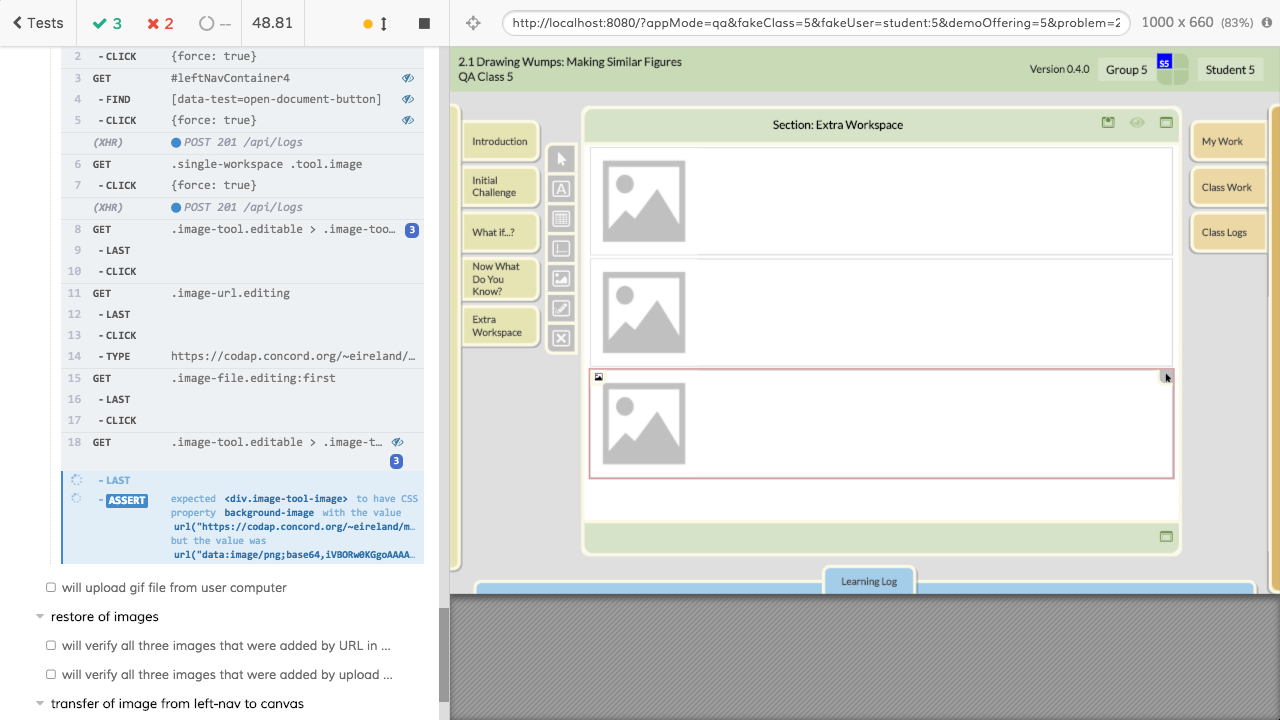 Tests 3 2 -- 48.81
http://localhost:8080/?appMode=qa&fakeClass=5&fakeUser=student:5&demoOffering=5&problem=2 1000 x 660 (83%)
2 - CLICK {force: true}
3 GET #leftNavContainer4
4 - FIND [data-test=open-document-button]
5 - CLICK {force: true}
(XHR) POST 201 /api/logs
6 GET .single-workspace .tool.image
7 - CLICK {force: true}
(XHR) POST 201 /api/logs
8 GET .image-tool.editable > .image-too... 3
9 - LAST
10 - CLICK
11 GET .image-url.editing
12 - LAST
13 - CLICK
14 - TYPE https://codap.concord.org/~eireland/...
15 GET .image-file.editing:first
16 - LAST
17 - CLICK
18 GET .image-tool.editable > .image-t...
3
- LAST
- ASSERT expected <div.image-tool-image> to have CSS
property background-image with the value
url("https://codap.concord.org/~eireland/m...
but the value was
url("data:image/png;base64,iVBORw0KGgoAAAA...
will upload gif file from user computer
restore of images
will verify all three images that were added by URL in ...
will verify all three images that were added by upload ...
transfer of image from left-nav to canvas
2.1 Drawing Wumps: Making Similar Figures
QA Class 5
Version 0.4.0 Group 5 S5 Student 5
Introduction
Initial
Challenge
What if...?
Now What
Do You
Know?
Extra
Workspace
A
Section: Extra Workspace
My Work
Class Work
Class Logs
Learning Log